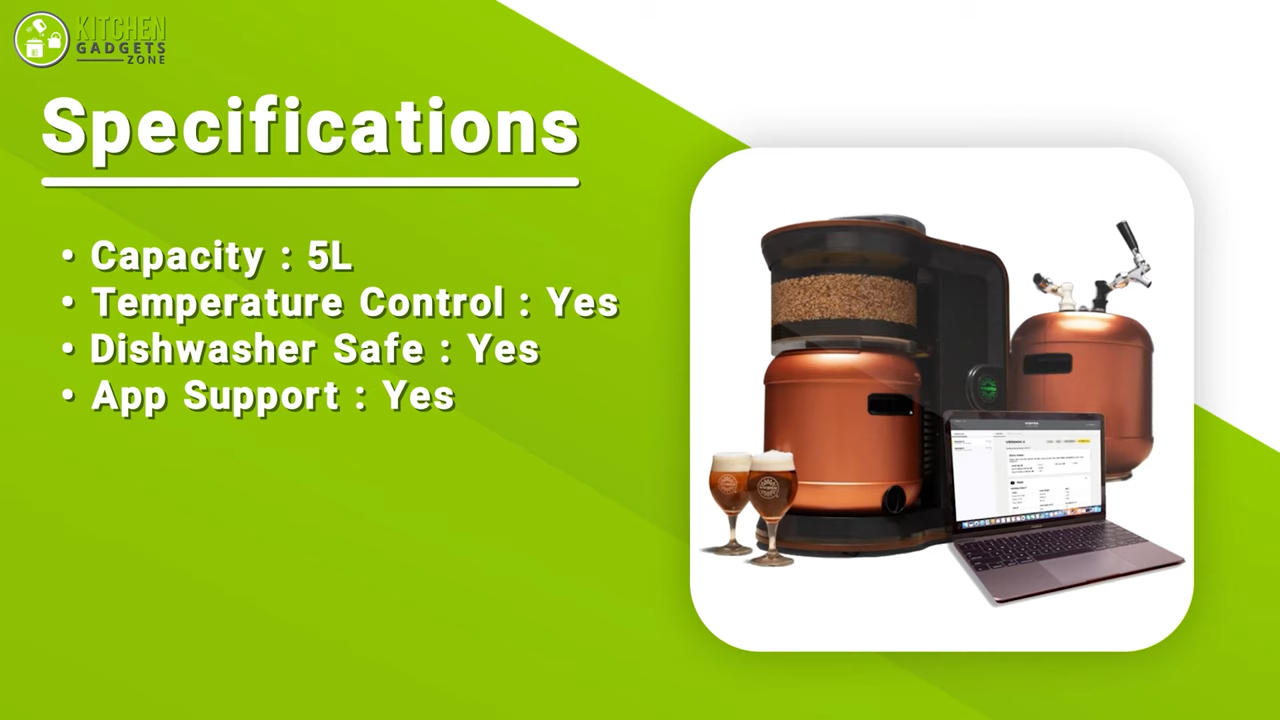 KITCHEN
GADGETS
ZONE
Specifications
• Capacity : 5L
• Temperature Control : Yes
• Dishwasher Safe : Yes
• App Support : Yes